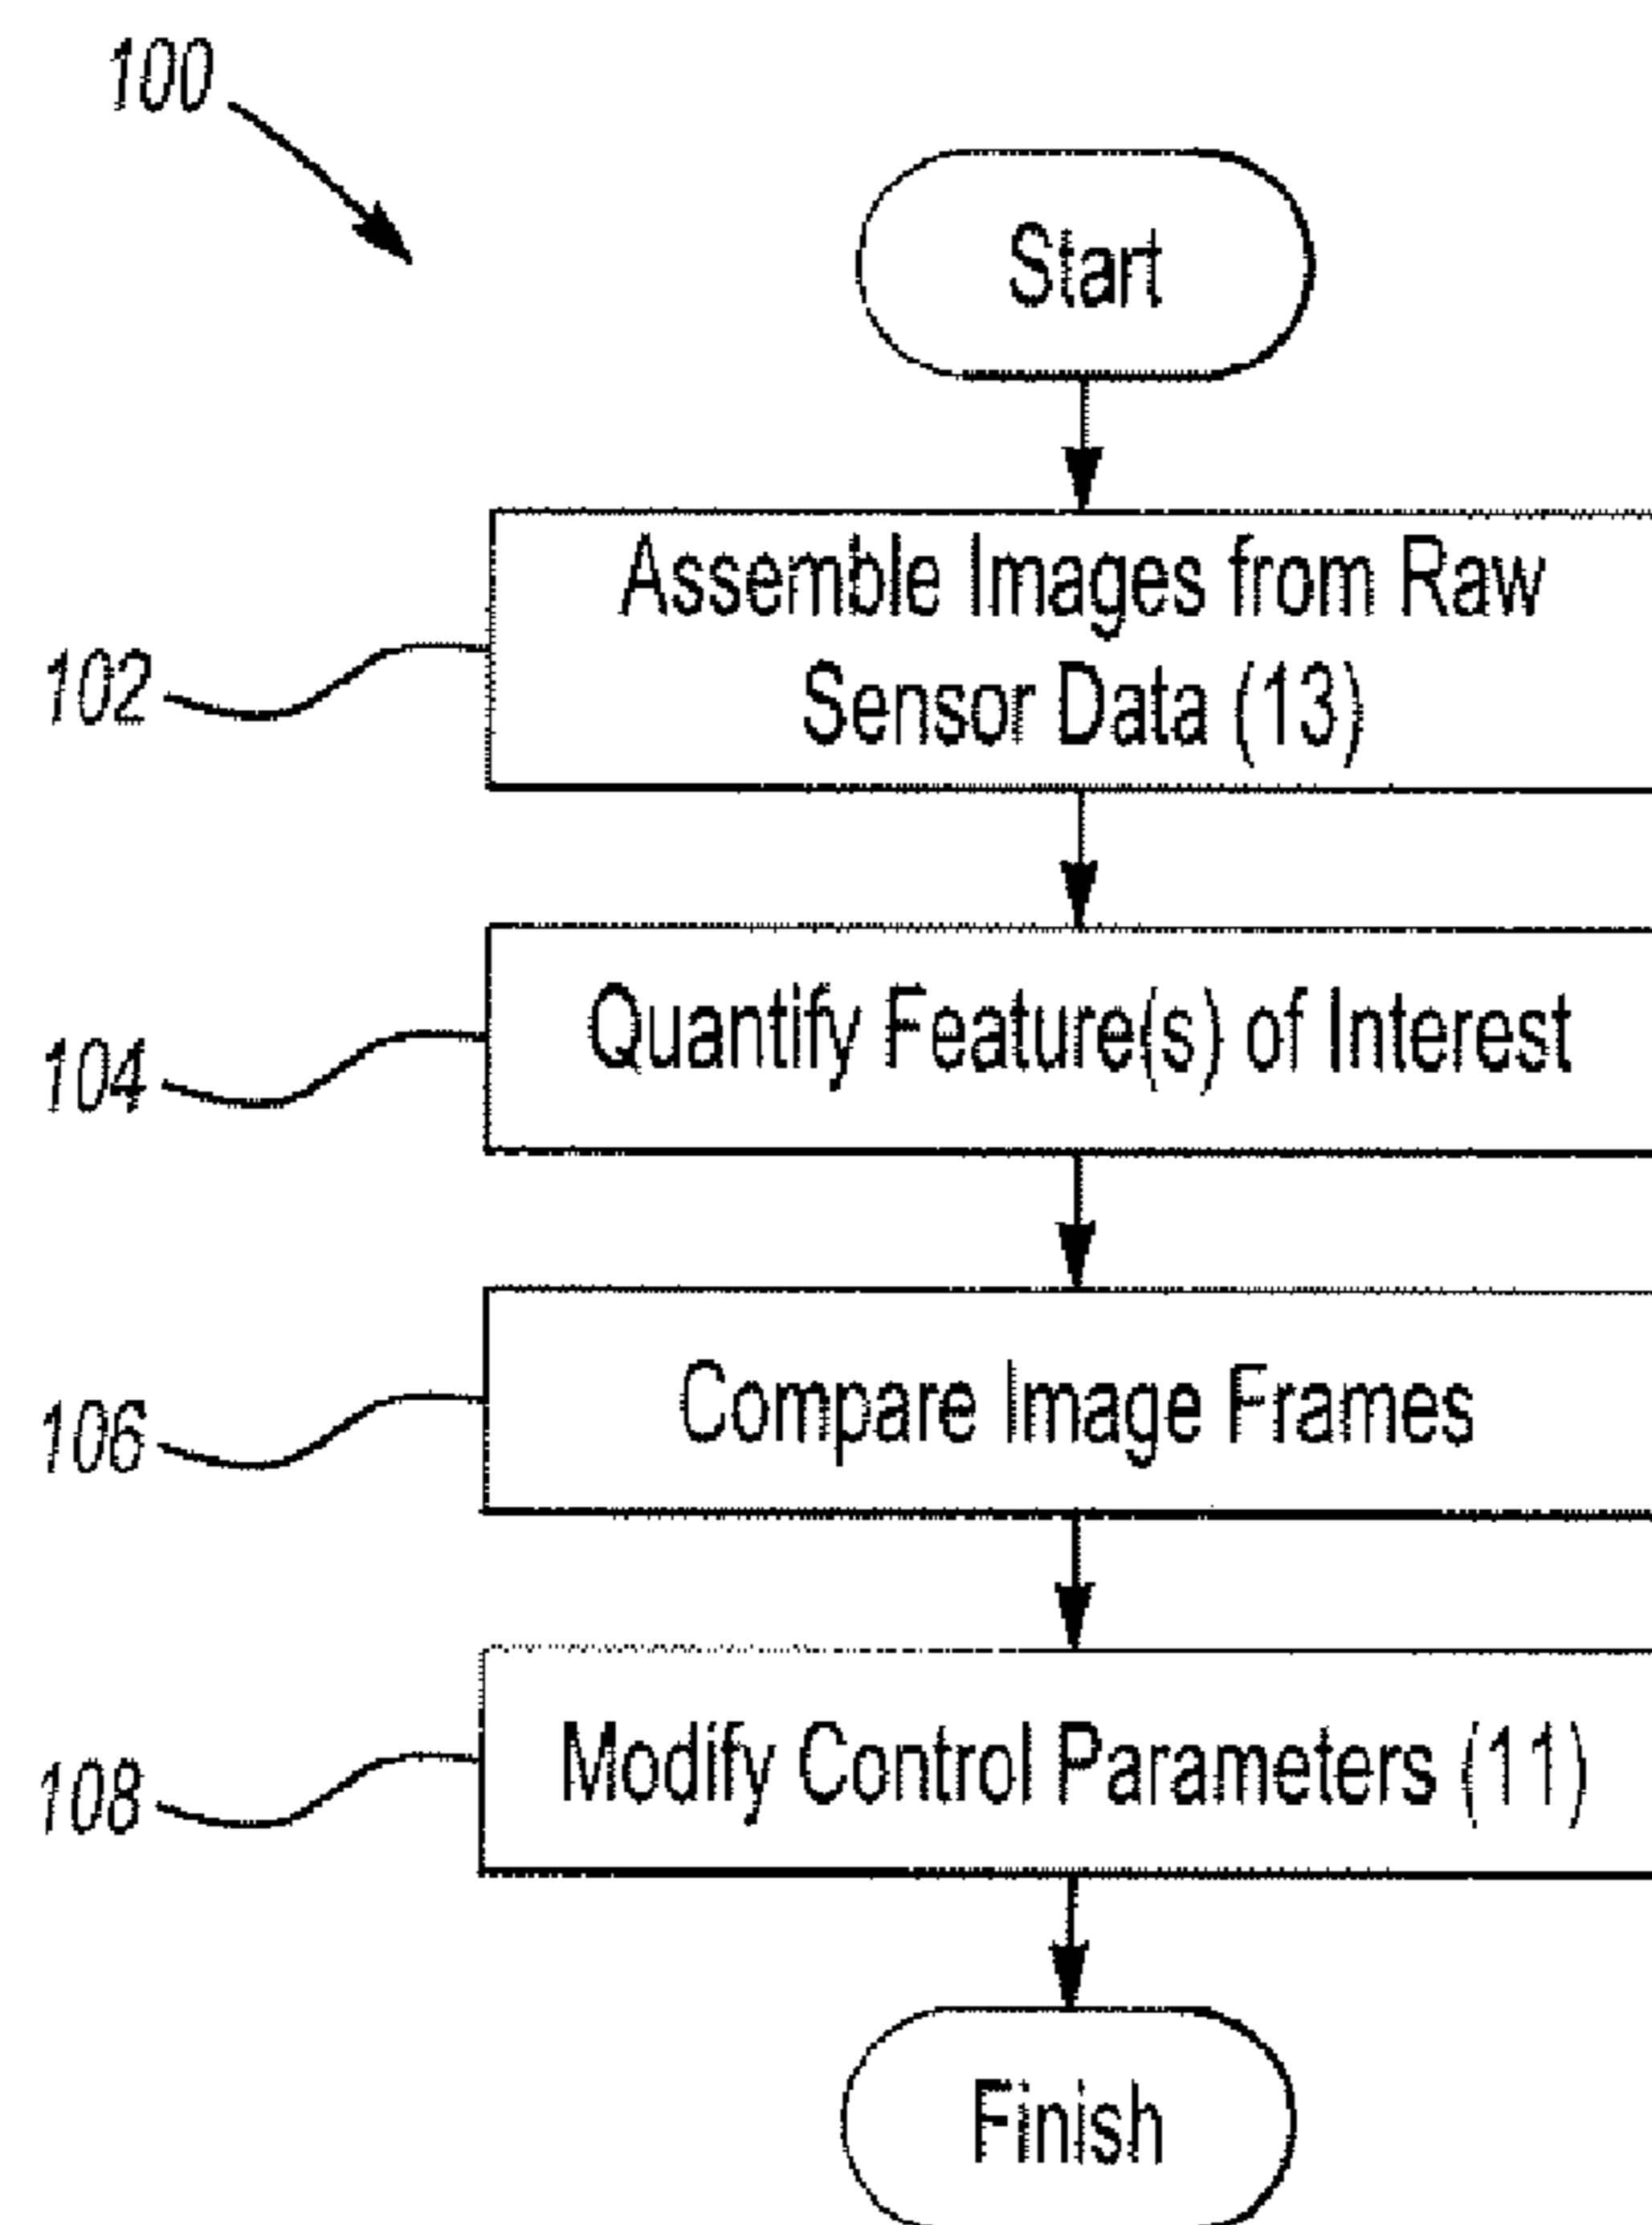 100
Start
Assemble Images from Raw
Sensor Data (13)
102
Quantify Feature(s) of Interest
104
Compare Image Frames
106
Modify Control Parameters (11)
108
Finish